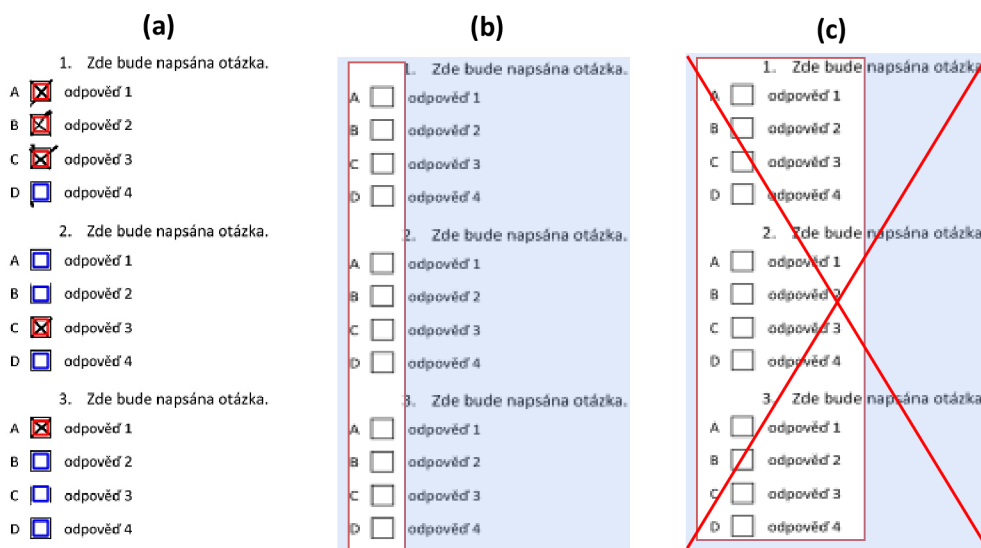 (a)
1. Zde bude napsána otázka.
A odpověď 1
B odpověď 2
C odpověď 3
D odpověď 4
2. Zde bude napsána otázka.
A odpověď 1
B odpověď 2
C odpověď 3
D odpověď 4
3. Zde bude napsána otázka.
A odpověď 1
B odpověď 2
C odpověď 3
D odpověď 4
(b)
1. Zde bude napsána otázka.
A odpověď 1
B odpověď 2
C odpověď 3
D odpověď 4
2. Zde bude napsána otázka.
A odpověď 1
B odpověď 2
C odpověď 3
D odpověď 4
3. Zde bude napsána otázka.
A odpověď 1
B odpověď 2
C odpověď 3
D odpověď 4
(c)
1. Zde bude napsána otázka
A odpověď 1
B odpověď 2
C odpověď 3
D odpověď 4
2. Zde bude napsána otázka
A odpověď 1
B odpověď 2
C odpověď 3
D odpověď 4
3. Zde bude napsána otázka
A odpověď 1
B odpověď 2
C odpověď 3
D odpověď 4